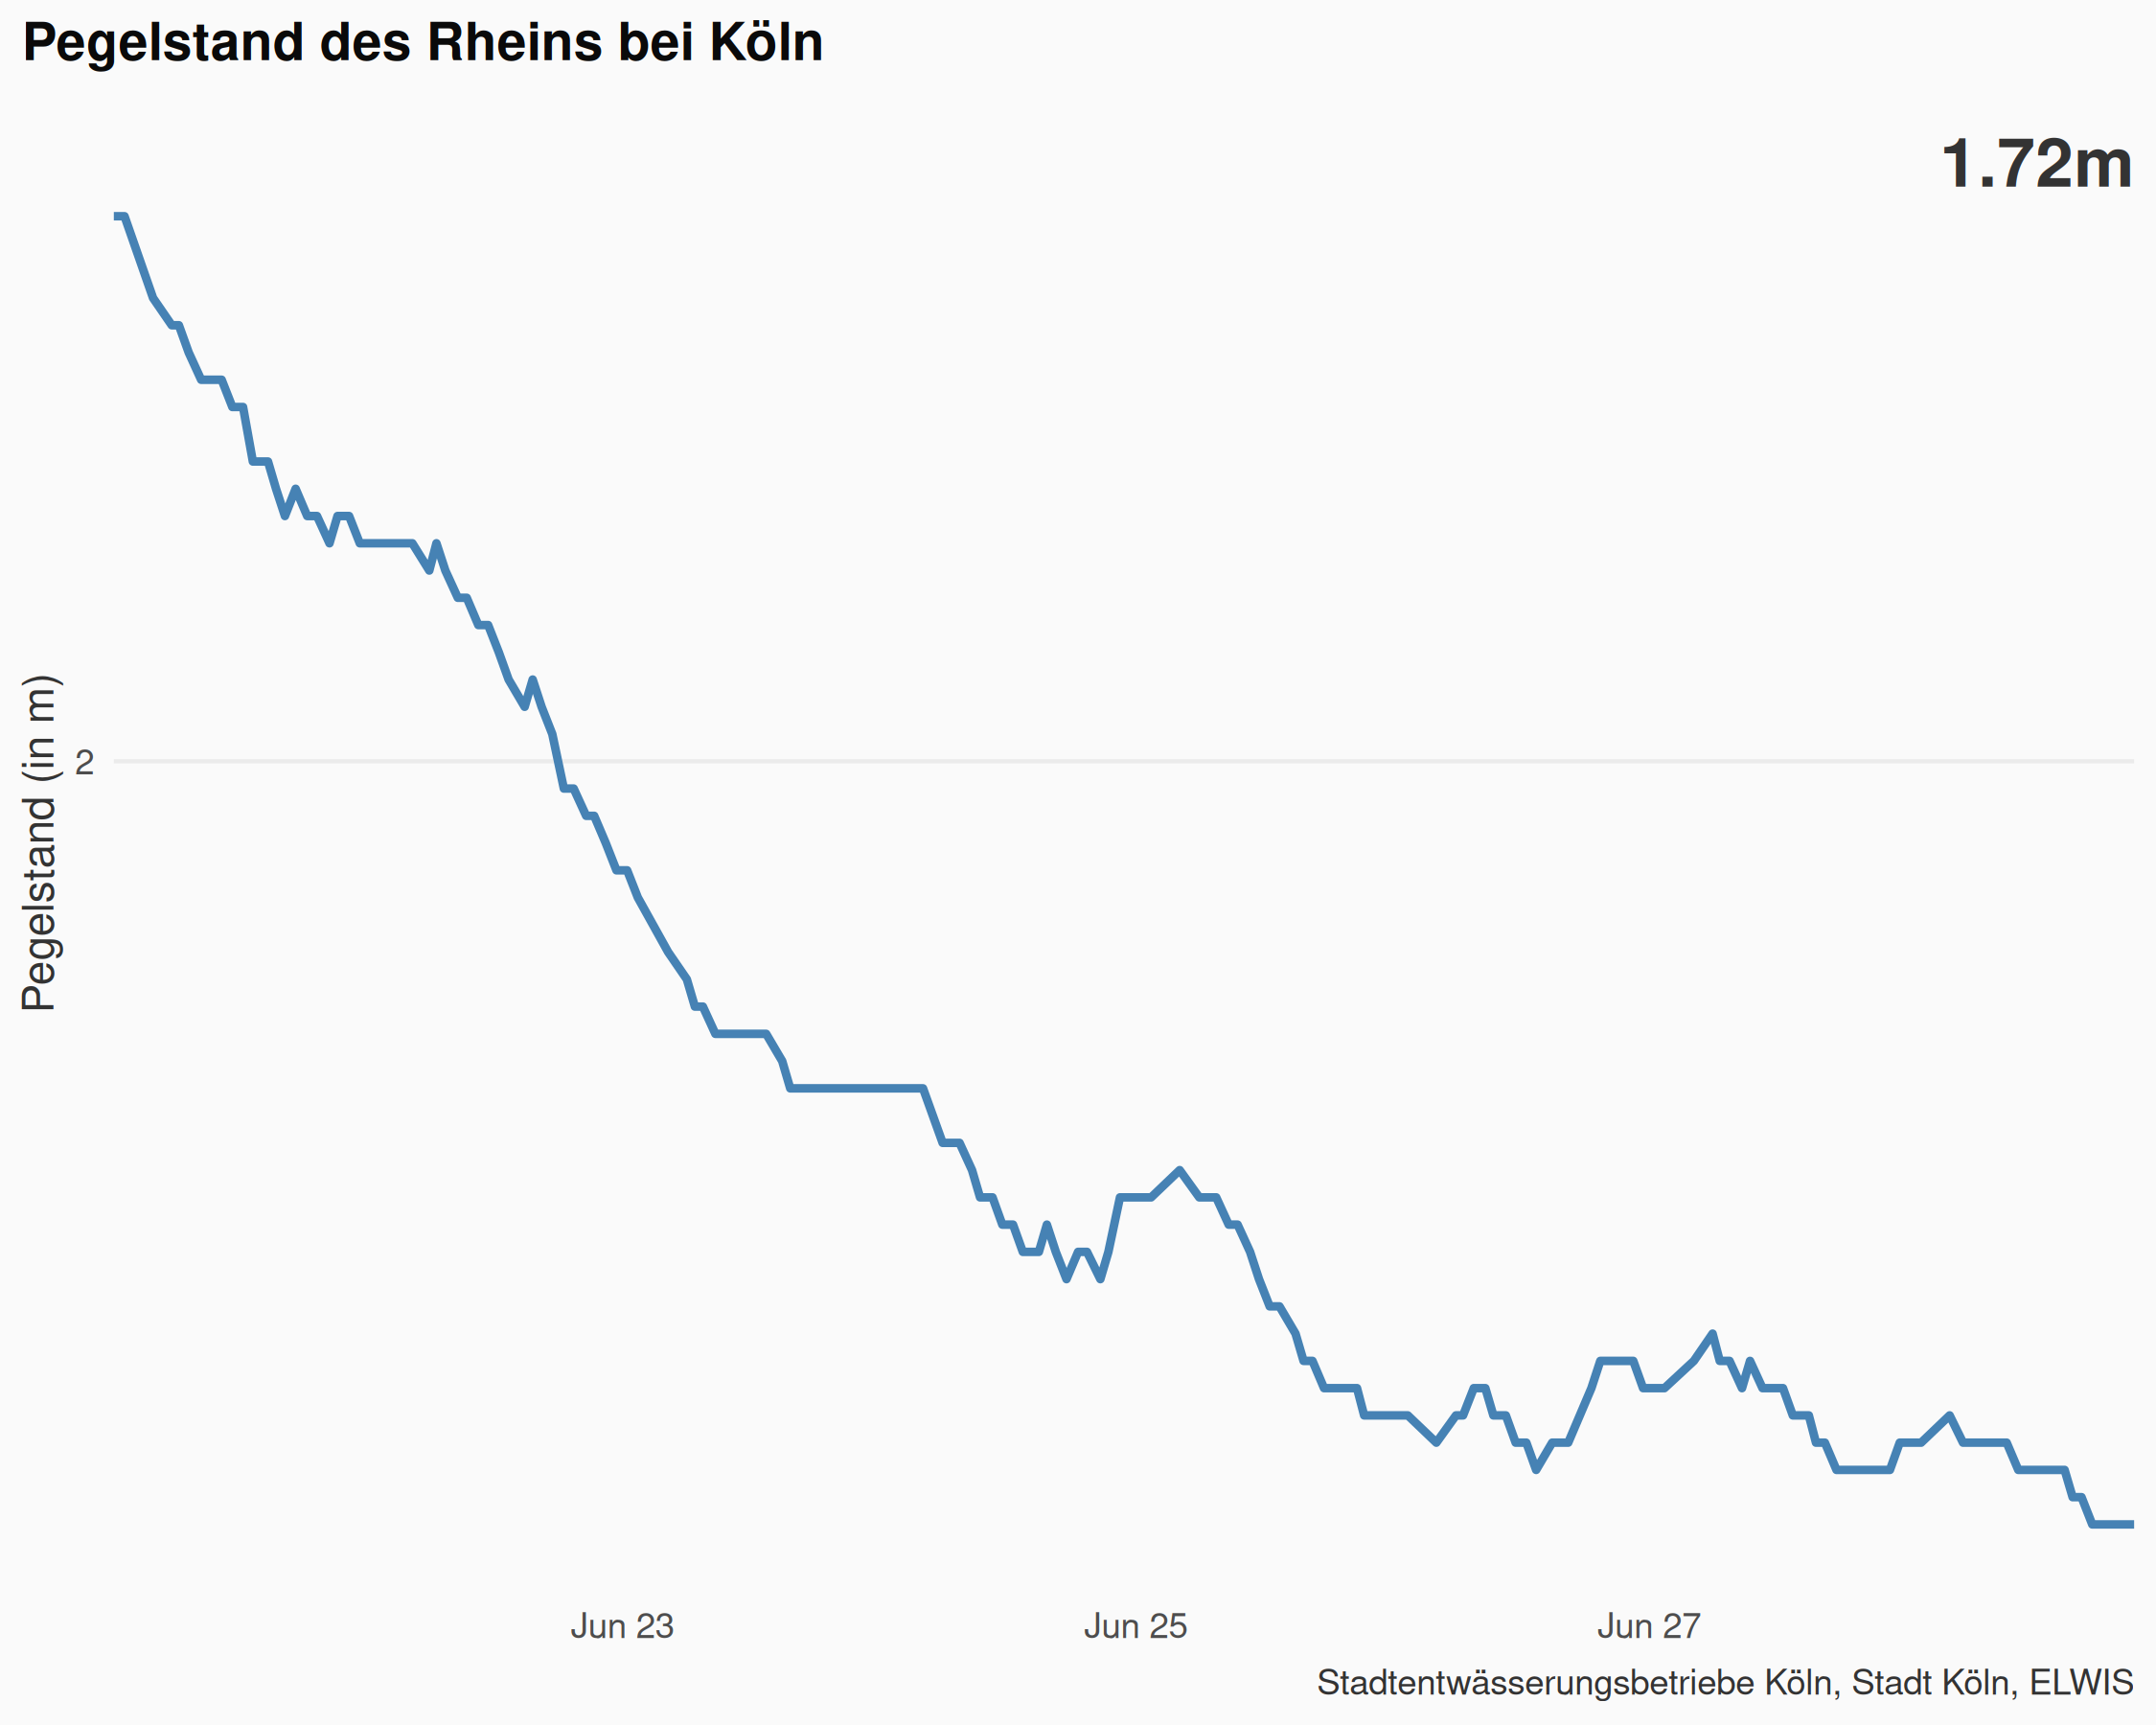 Pegelstand des Rheins bei Köln
1.72m
Pegelstand (in m)
2
Jun 23
Jun 25
Jun 27
Stadtentwässerungsbetriebe Köln, Stadt Köln, ELWIS